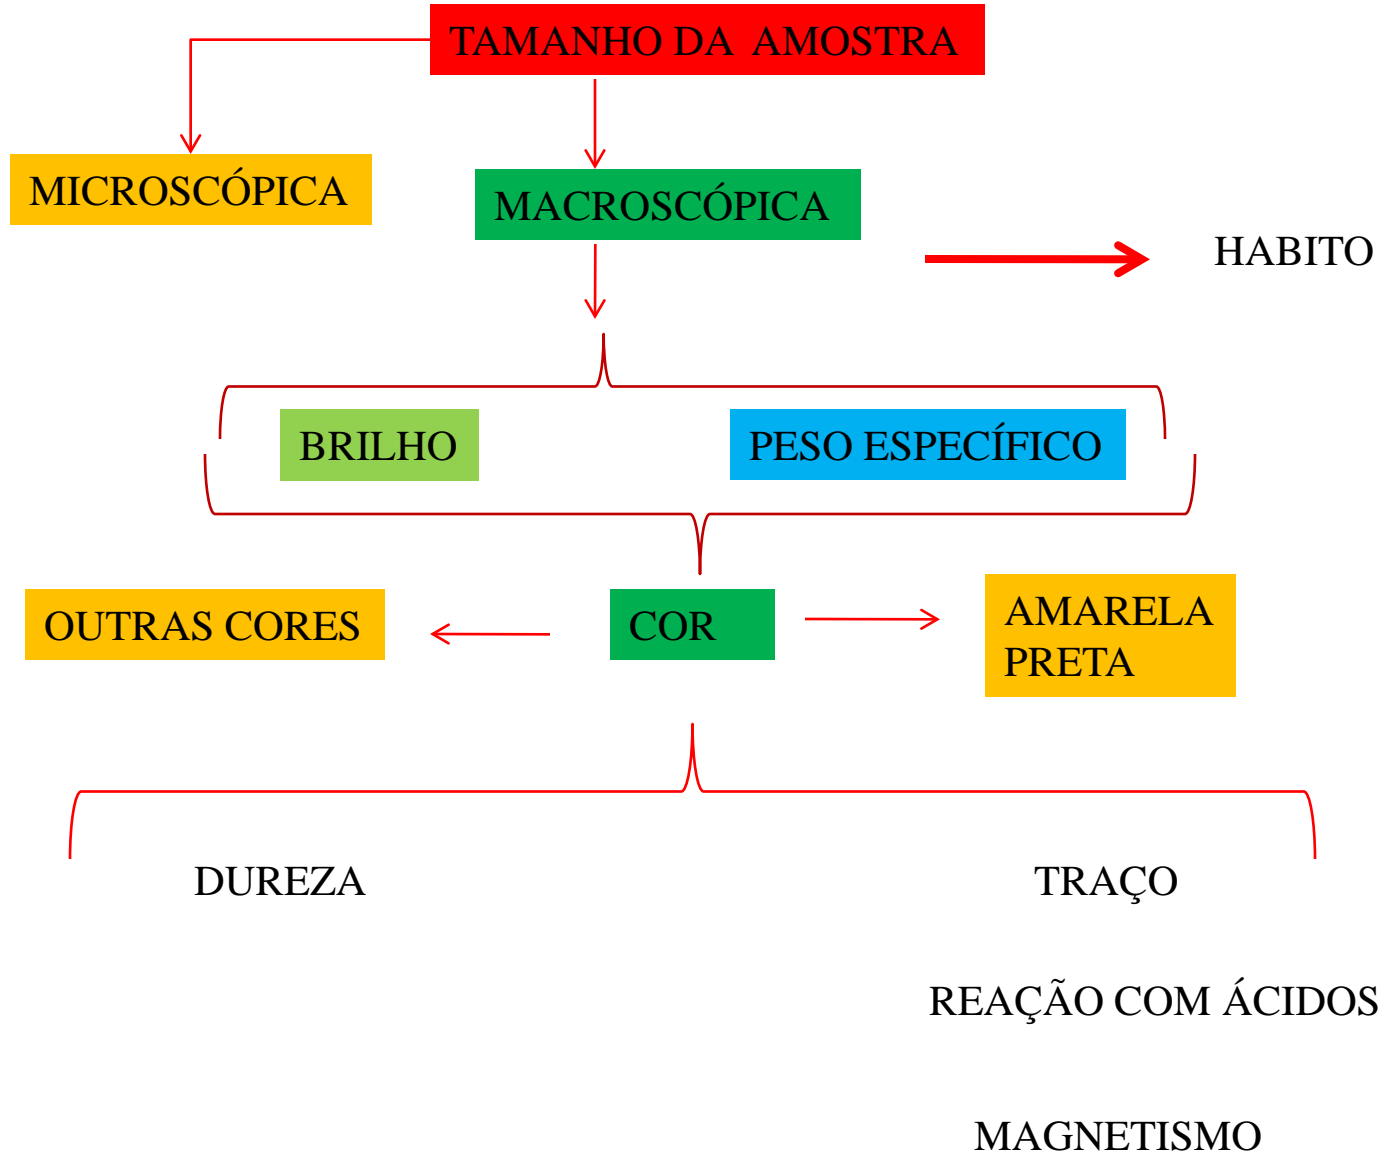 TAMANHO DA AMOSTRA
MICROSCÓPICA
MACROSCÓPICA
HABITO
BRILHO
PESO ESPECÍFICO
OUTRAS CORES
COR
AMARELA
PRETA
DUREZA
TRAÇO
REAÇÃO COM ÁCIDOS
MAGNETISMO